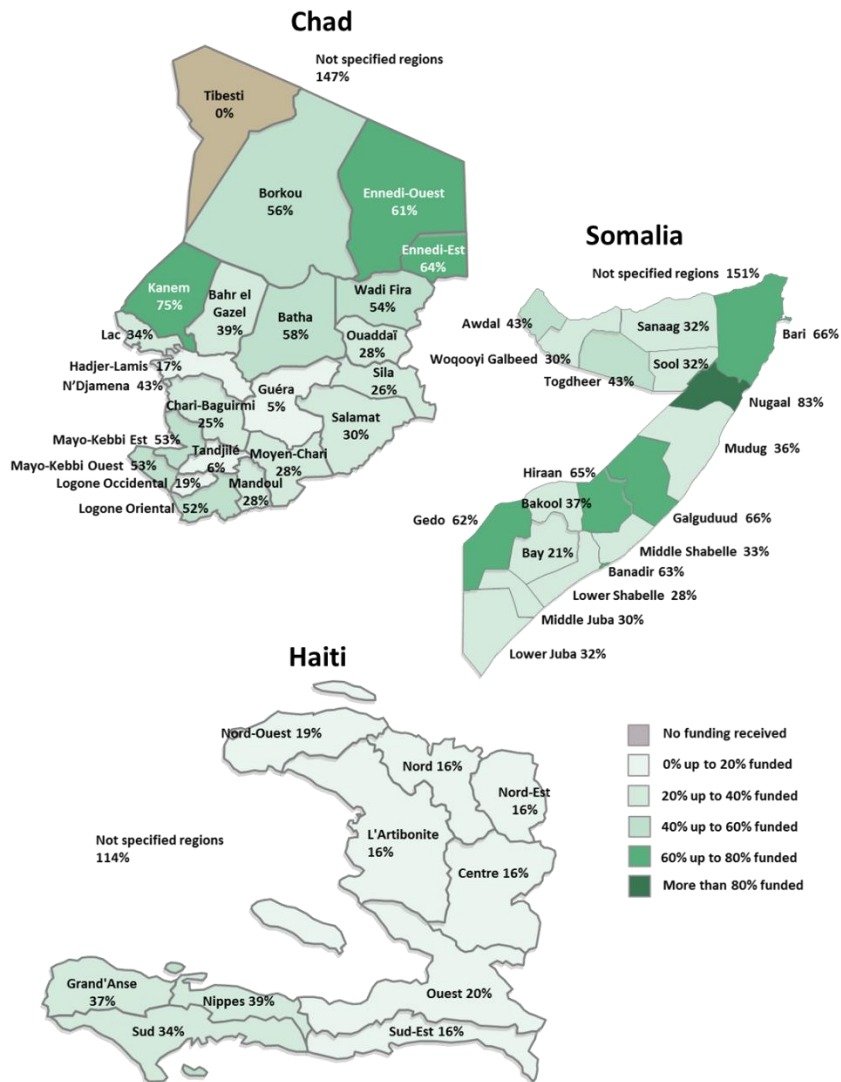 Chad
Not specified regions
147%
Tibesti
0%
Borkou
56%
Ennedi-Ouest
61%
Ennedi-Est
64%
Kanem
75%
Bahr el
Gazel
39%
Batha
58%
Wadi Fira
54%
Lac 34%
Ouaddaï
28%
Hadjer-Lamis 17%
N'Djamena 43%
Guéra
5%
Sila
26%
Chari-Baguirmi
25%
Salamat
30%
Mayo-Kebbi Est 53%
Tandjilé
6%
Moyen-Chari
28%
Mayo-Kebbi Ouest 53%
Logone Occidental 19%
Mandoul
28%
Logone Oriental 52%
Somalia
Not specified regions 151%
Awdal 43%
Sanaag 32%
Bari 66%
Woqooyi Galbeed 30%
Sool 32%
Togdheer 43%
Nugaal 83%
Mudug 36%
Hiraan 65%
Bakool 37%
Gedo 62%
Galguduud 66%
Bay 21%
Middle Shabelle 33%
Banadir 63%
Lower Shabelle 28%
Middle Juba 30%
Lower Juba 32%
Haiti
Nord-Ouest 19%
Nord 16%
Nord-Est
16%
L'Artibonite
16%
Not specified regions
114%
Centre 16%
Grand'Anse
37%
Nippes 39%
Ouest 20%
Sud 34%
Sud-Est 16%
No funding received
0% up to 20% funded
20% up to 40% funded
40% up to 60% funded
60% up to 80% funded
More than 80% funded